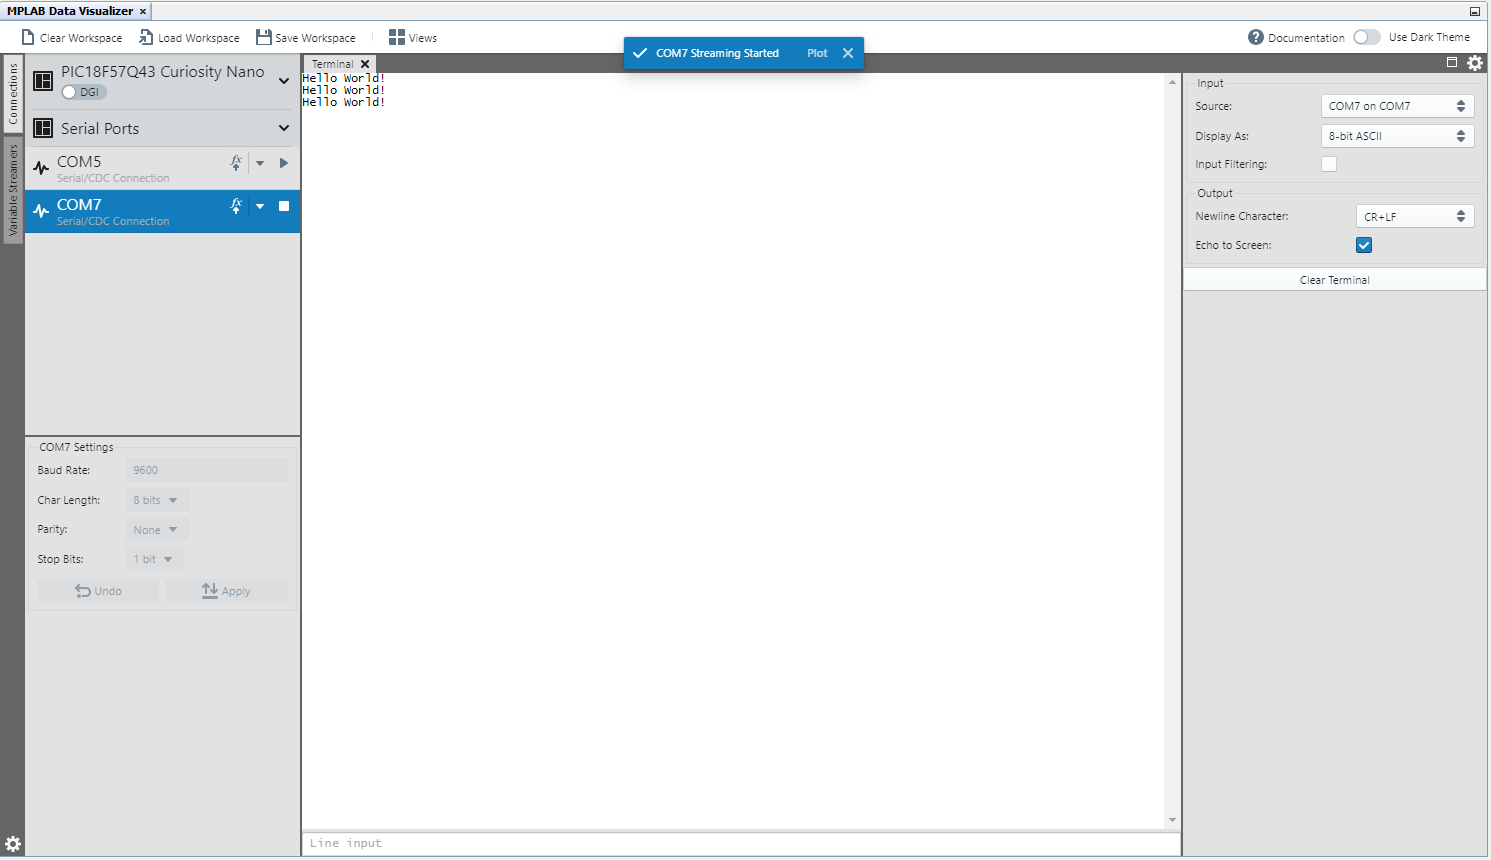 MPLAB Data Visualizer ×
Clear Workspace Load Workspace Save Workspace Views
COM7 Streaming Started Plot
Documentation Use Dark Theme
Connections
Variable Streamers
PIC18F57Q43 Curiosity Nano
DGI
Serial Ports
COM5
Serial/CDC Connection
COM7
Serial/CDC Connection
COM7 Settings
Baud Rate: 9600
Char Length: 8 bits
Parity: None
Stop Bits: 1 bit
Undo Apply
Terminal
Hello World!
Hello World!
Hello World!
Line input
Input
Source: COM7 on COM7
Display As: 8-bit ASCII
Input Filtering:
Output
Newline Character: CR+LF
Echo to Screen:
Clear Terminal